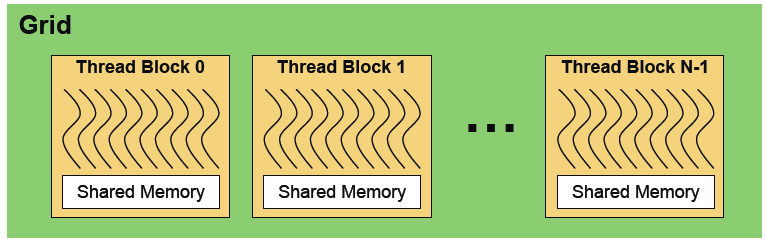 Grid
Thread Block 0
Thread Block 1
Thread Block N-1
...
Shared Memory
Shared Memory
Shared Memory